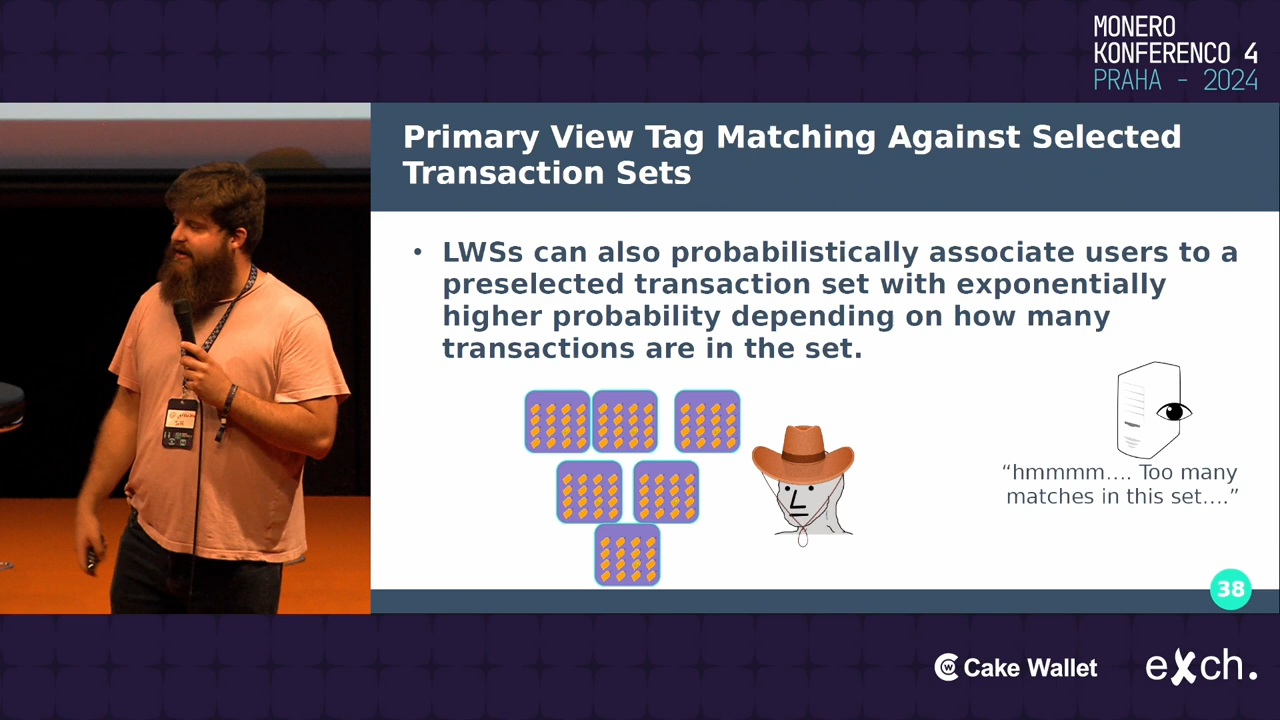 MONERO
KONFERENCO 4
PRAHA - 2024
Primary View Tag Matching Against Selected
Transaction Sets
• LWSs can also probabilistically associate users to a
preselected transaction set with exponentially
higher probability depending on how many
transactions are in the set.
“hmmmm.... Too many
matches in this set....”
38
Cake Wallet
eXch.